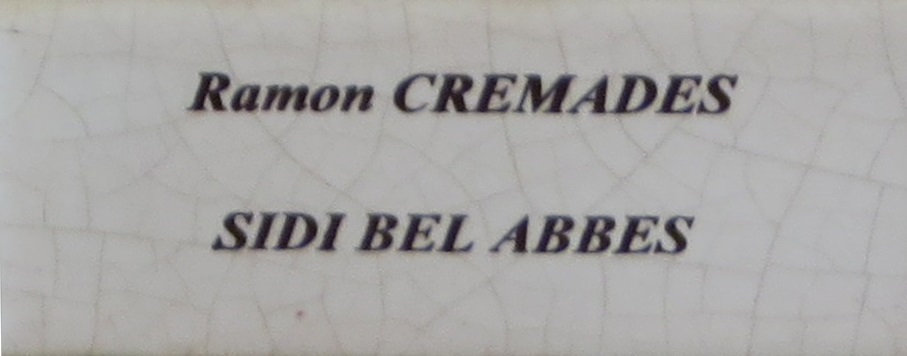 Ramon CREMADES
SIDI BEL ABBES